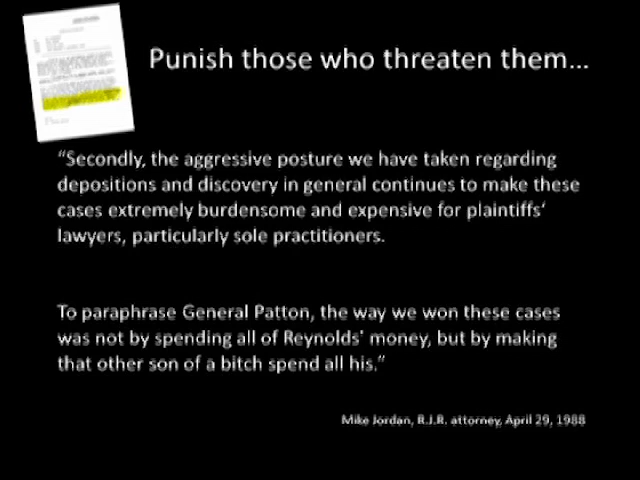 Punish those who threaten them...
“Secondly, the aggressive posture we have taken regarding
depositions and discovery in general continues to make these
cases extremely burdensome and expensive for plaintiffs’
lawyers, particularly sole practitioners.
To paraphrase General Patton, the way we won these cases
was not by spending all of Reynolds' money, but by making
that other son of a bitch spend all his.”
Mike Jordan, R.J.R. attorney, April 29, 1988